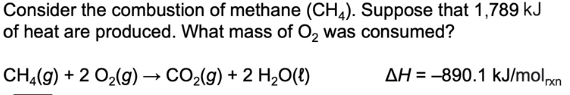 Consider the combustion of methane (CH₄). Suppose that 1,789 kJ
of heat are produced. What mass of O₂ was consumed?
CH₄(g) + 2 O₂(g) → CO₂(g) + 2 H₂O(ℓ) ΔH = –890.1 kJ/molrxn